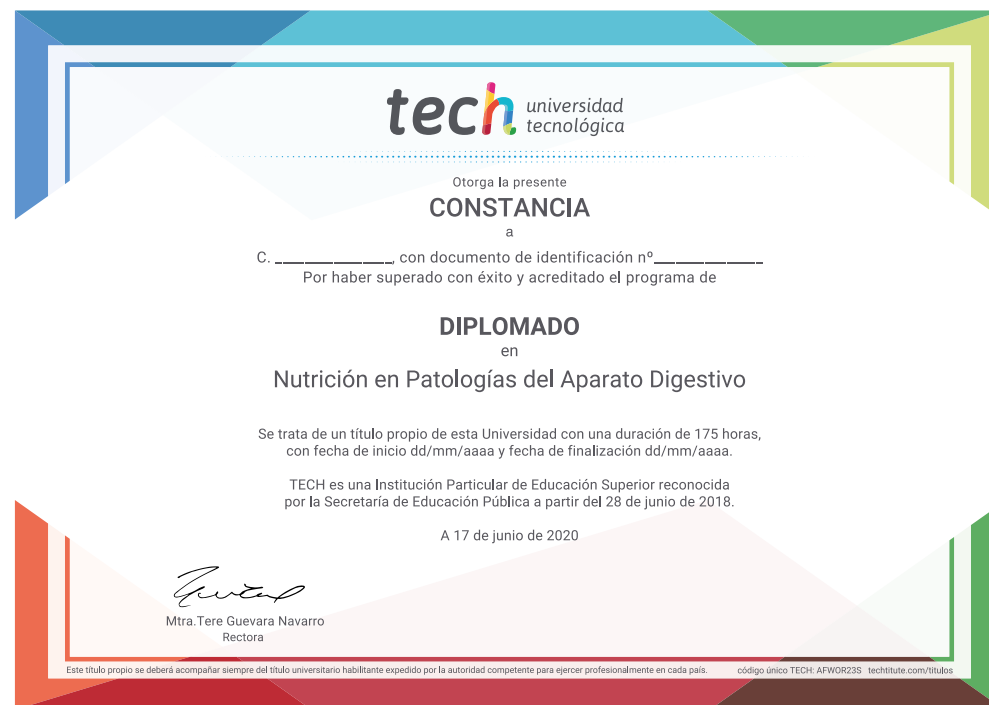 tech universidad
tecnológica
Otorga la presente
CONSTANCIA
a
C. ______________, con documento de identificación nº_____________
Por haber superado con éxito y acreditado el programa de
DIPLOMADO
en
Nutrición en Patologías del Aparato Digestivo
Se trata de un título propio de esta Universidad con una duración de 175 horas,
con fecha de inicio dd/mm/aaaa y fecha de finalización dd/mm/aaaa.
TECH es una Institución Particular de Educación Superior reconocida
por la Secretaría de Educación Pública a partir del 28 de junio de 2018.
A 17 de junio de 2020
Mtra.Tere Guevara Navarro
Rectora
Este título propio se deberá acompañar siempre del título universitario habilitante expedido por la autoridad competente para ejercer profesionalmente en cada país. código único TECH: AFWOR23S techtitute.com/titulos